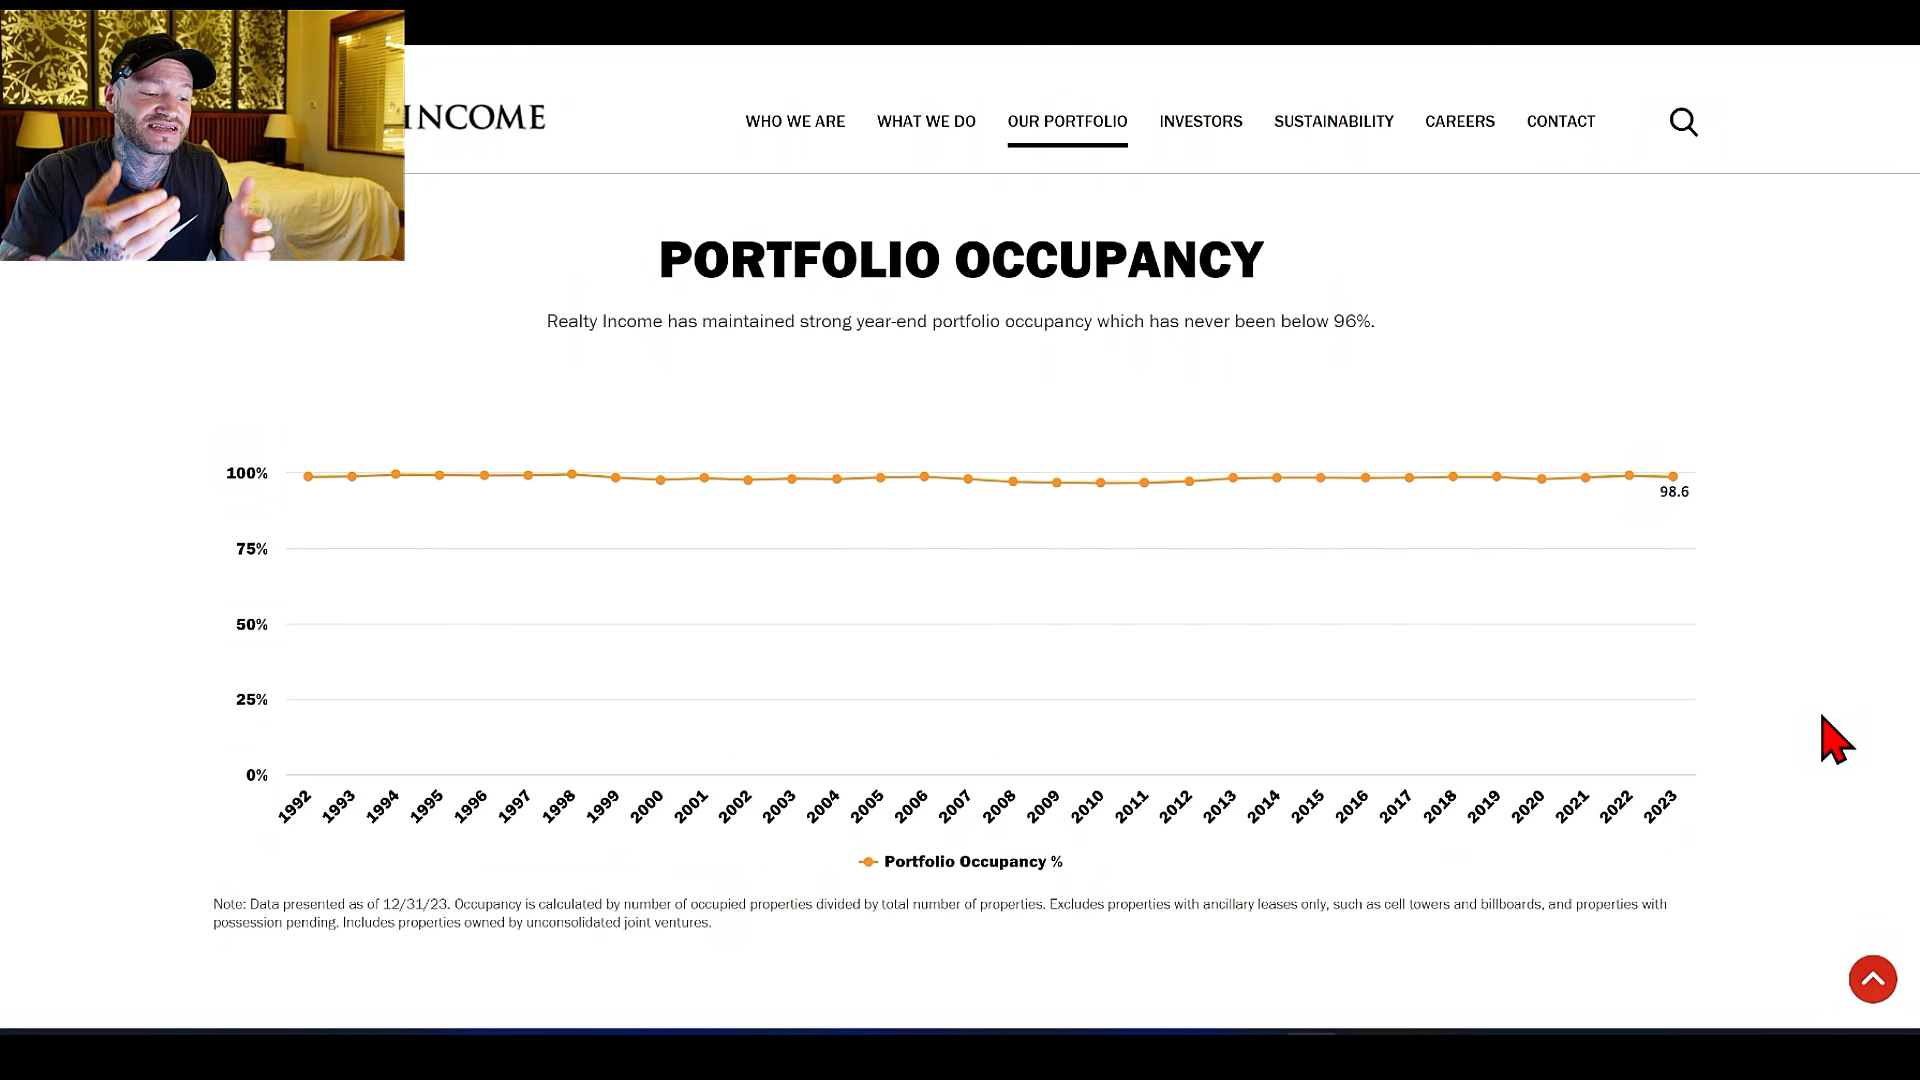 INCOME
WHO WE ARE WHAT WE DO OUR PORTFOLIO INVESTORS SUSTAINABILITY CAREERS CONTACT
PORTFOLIO OCCUPANCY
Realty Income has maintained strong year-end portfolio occupancy which has never been below 96%.
100%
98.6
75%
50%
25%
0%
1992 1993 1994 1995 1996 1997 1998 1999 2000 2001 2002 2003 2004 2005 2006 2007 2008 2009 2010 2011 2012 2013 2014 2015 2016 2017 2018 2019 2020 2021 2022 2023
Portfolio Occupancy %
Note: Data presented as of 12/31/23. Occupancy is calculated by number of occupied properties divided by total number of properties. Excludes properties with ancillary leases only, such as cell towers and billboards, and properties with
possession pending. Includes properties owned by unconsolidated joint ventures.